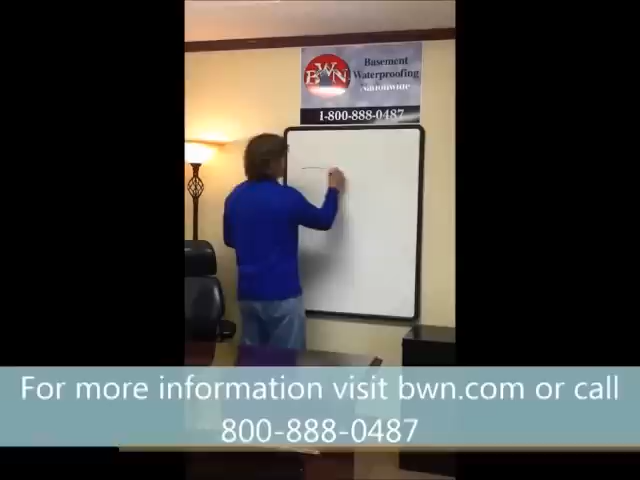 BWN
Basement
Waterproofing
Nationwide
1-800-888-0487
For more information visit bwn.com or call
800-888-0487